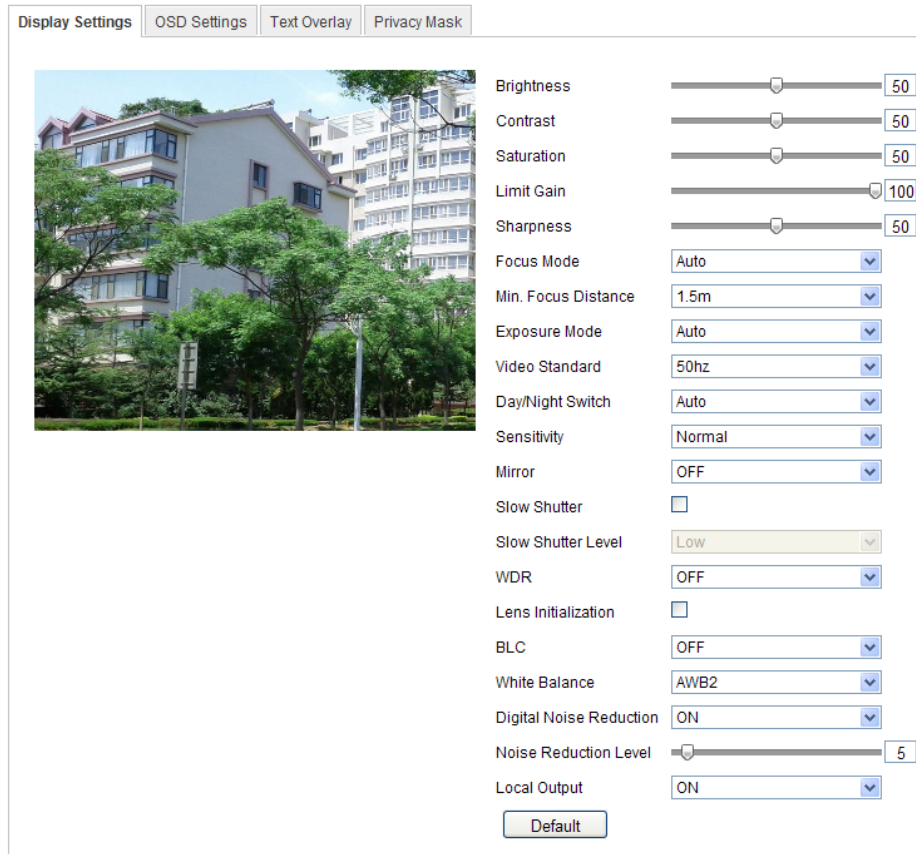 Display Settings OSD Settings Text Overlay Privacy Mask
Brightness 50
Contrast 50
Saturation 50
Limit Gain 100
Sharpness 50
Focus Mode Auto
Min. Focus Distance 1.5m
Exposure Mode Auto
Video Standard 50hz
Day/Night Switch Auto
Sensitivity Normal
Mirror OFF
Slow Shutter
Slow Shutter Level Low
WDR OFF
Lens Initialization
BLC OFF
White Balance AWB2
Digital Noise Reduction ON
Noise Reduction Level 5
Local Output ON
Default